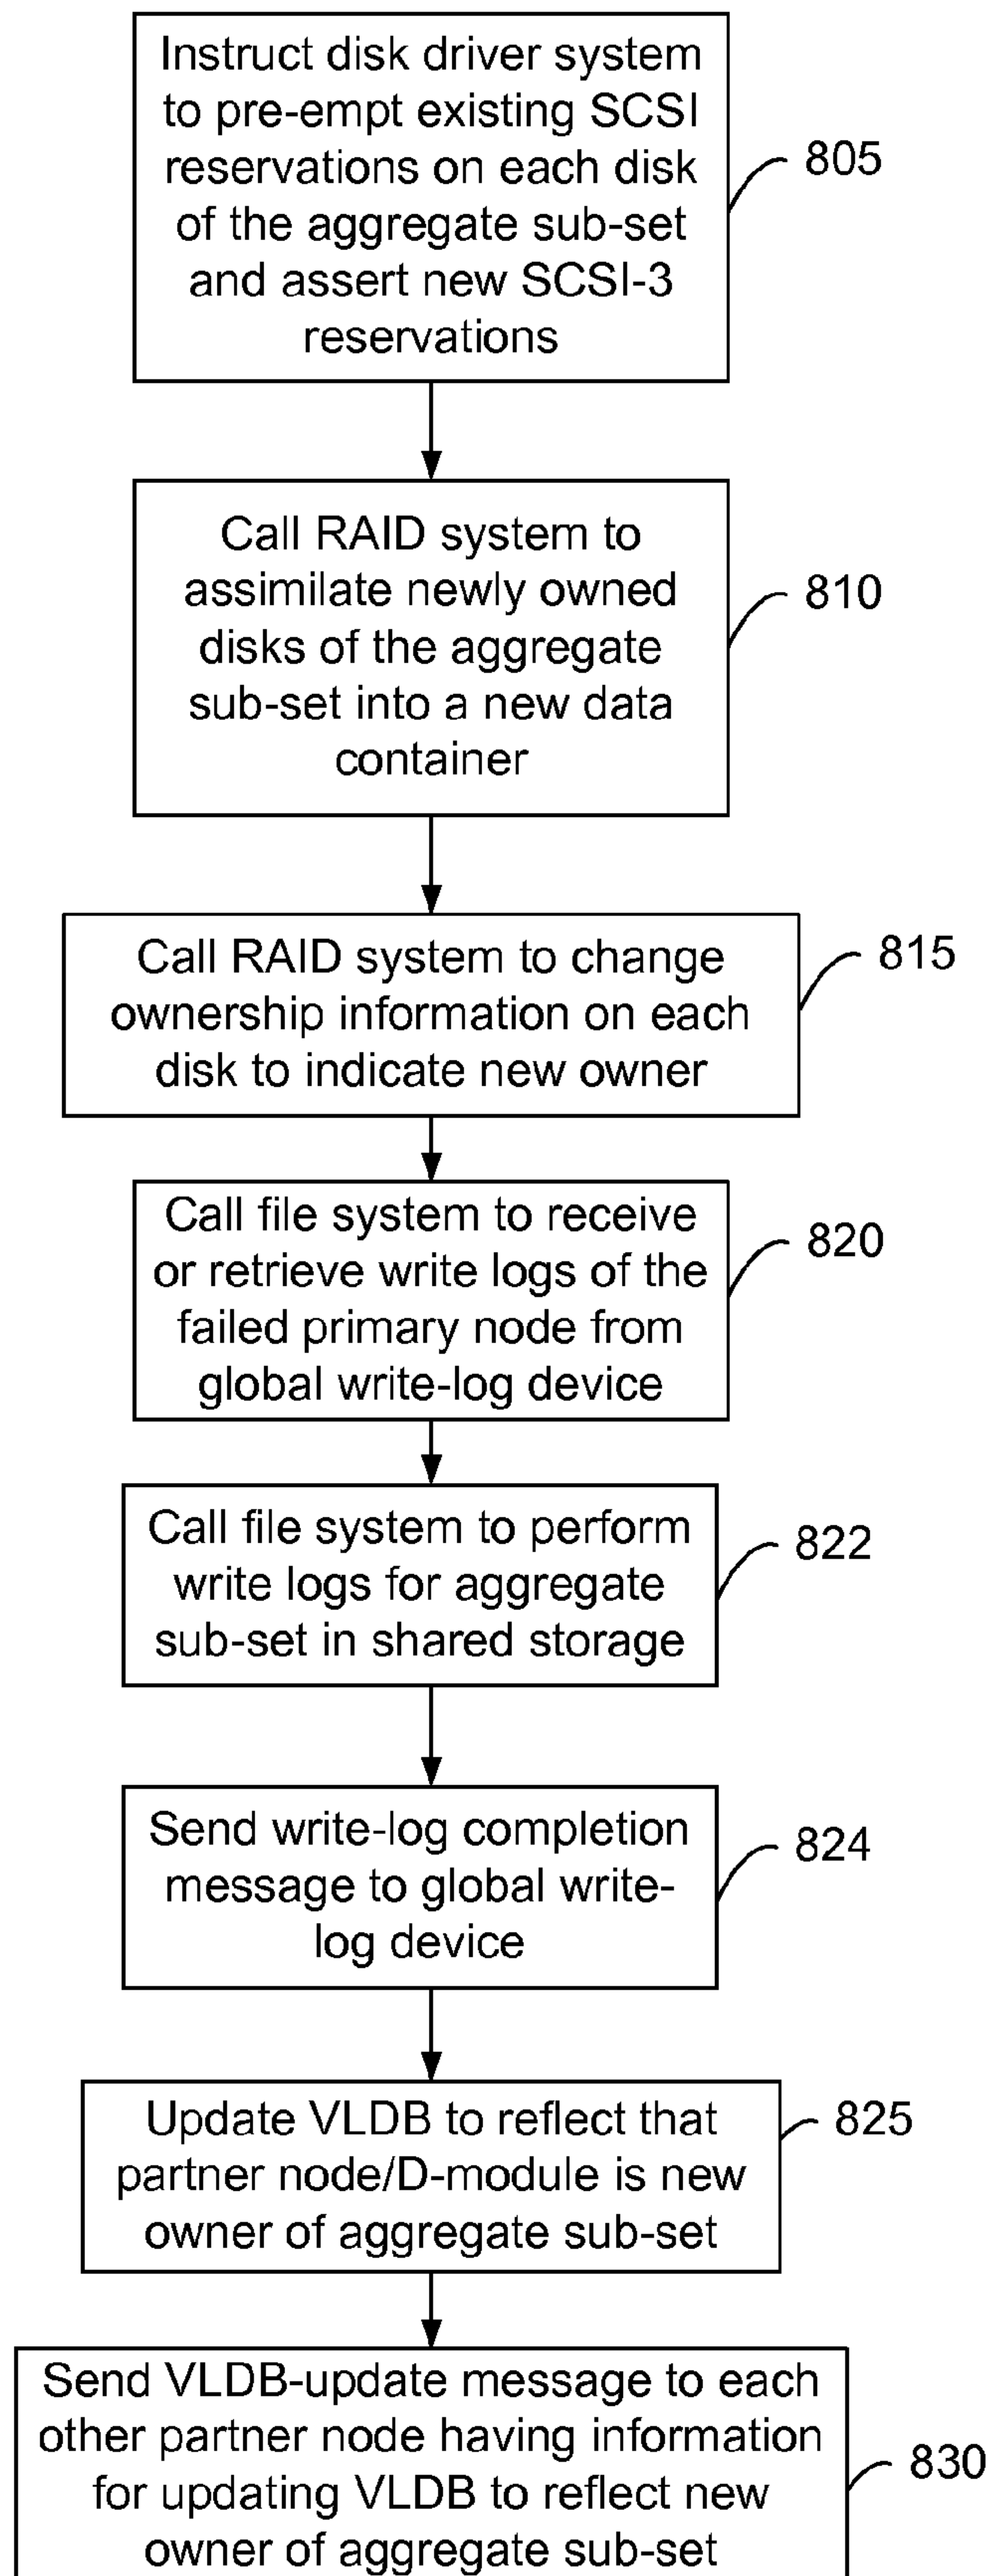 Instruct disk driver system
to pre-empt existing SCSI
reservations on each disk
of the aggregate sub-set
and assert new SCSI-3
reservations
805
Call RAID system to
assimilate newly owned
disks of the aggregate
sub-set into a new data
container
810
Call RAID system to change
ownership information on each
disk to indicate new owner
815
Call file system to receive
or retrieve write logs of the
failed primary node from
global write-log device
820
Call file system to perform
write logs for aggregate
sub-set in shared storage
822
Send write-log completion
message to global write-
log device
824
Update VLDB to reflect that
partner node/D-module is new
owner of aggregate sub-set
825
Send VLDB-update message to each
other partner node having information
for updating VLDB to reflect new
owner of aggregate sub-set
830